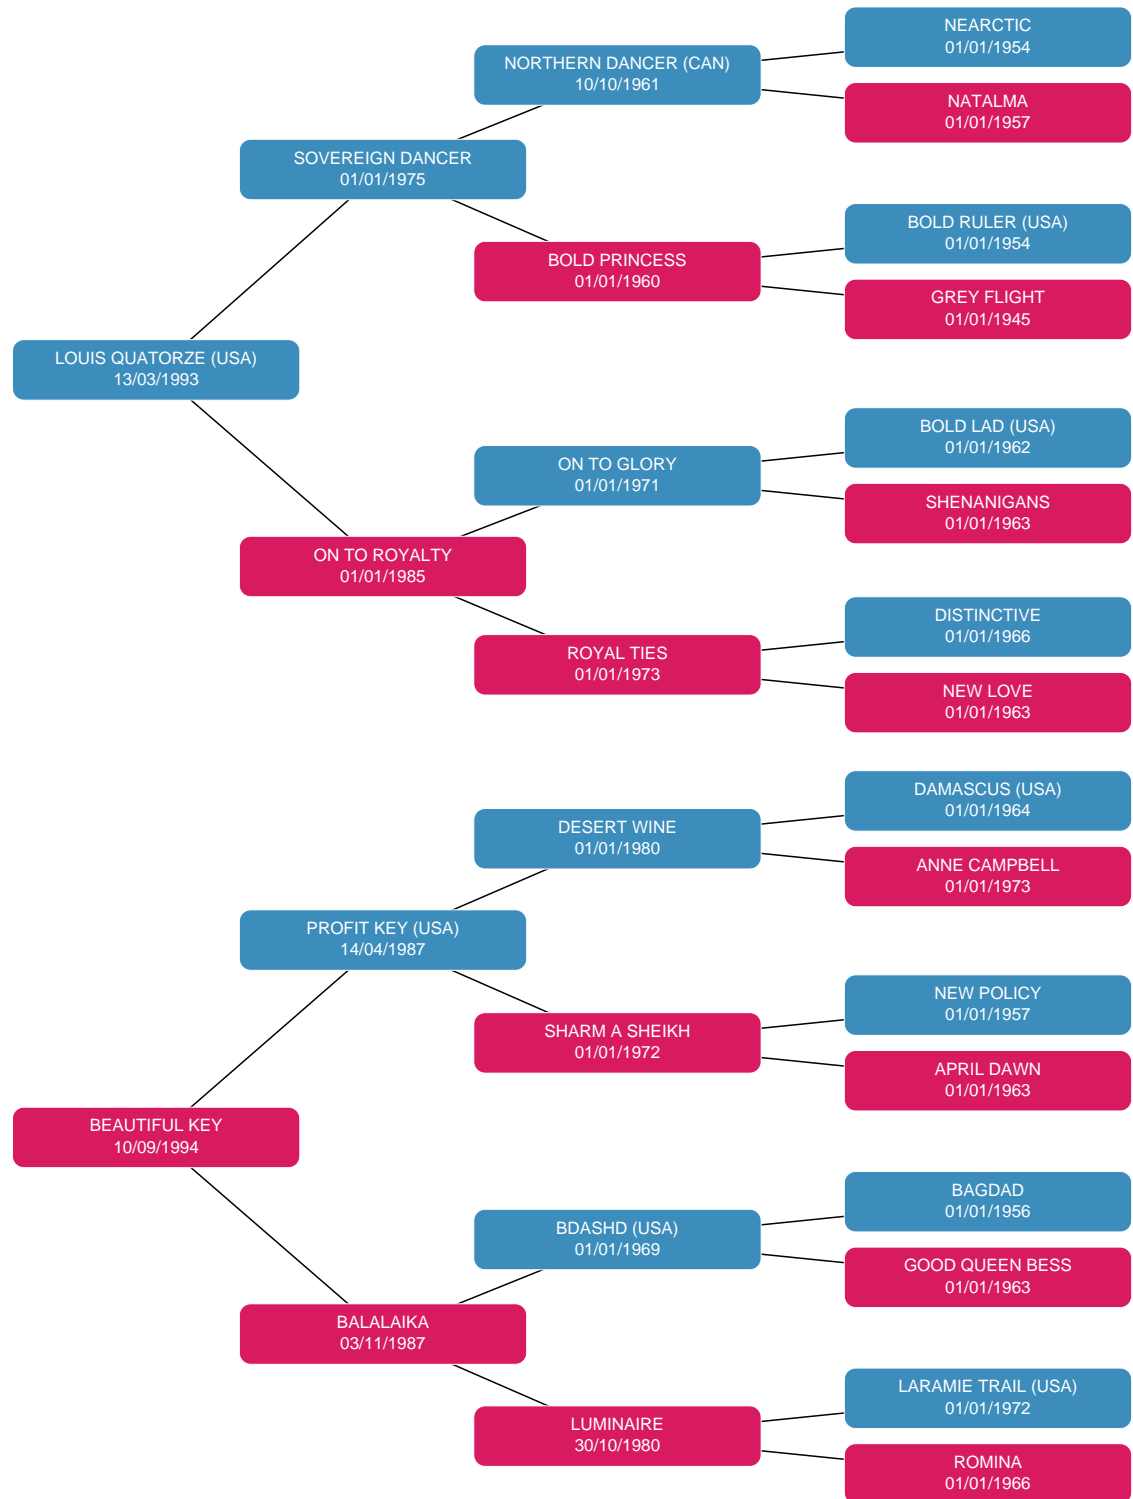 NEARCTIC
01/01/1954
NORTHERN DANCER (CAN)
10/10/1961
NATALMA
01/01/1957
SOVEREIGN DANCER
01/01/1975
BOLD RULER (USA)
01/01/1954
BOLD PRINCESS
01/01/1960
GREY FLIGHT
01/01/1945
LOUIS QUATORZE (USA)
13/03/1993
BOLD LAD (USA)
01/01/1962
ON TO GLORY
01/01/1971
SHENANIGANS
01/01/1963
ON TO ROYALTY
01/01/1985
DISTINCTIVE
01/01/1966
ROYAL TIES
01/01/1973
NEW LOVE
01/01/1963
DAMASCUS (USA)
01/01/1964
DESERT WINE
01/01/1980
ANNE CAMPBELL
01/01/1973
PROFIT KEY (USA)
14/04/1987
NEW POLICY
01/01/1957
SHARM A SHEIKH
01/01/1972
APRIL DAWN
01/01/1963
BEAUTIFUL KEY
10/09/1994
BAGDAD
01/01/1956
BDASHD (USA)
01/01/1969
GOOD QUEEN BESS
01/01/1963
BALALAIKA
03/11/1987
LARAMIE TRAIL (USA)
01/01/1972
LUMINAIRE
30/10/1980
ROMINA
01/01/1966